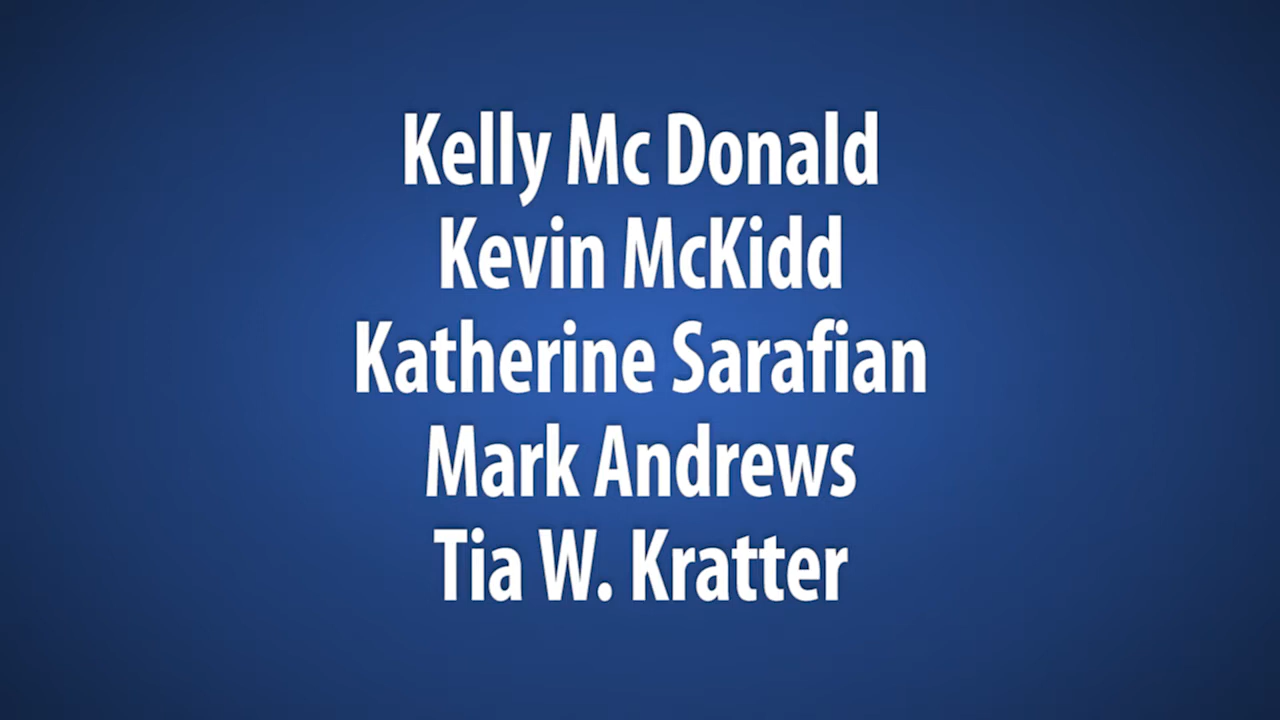 Kelly Mc Donald
Kevin McKidd
Katherine Sarafian
Mark Andrews
Tia W. Kratter